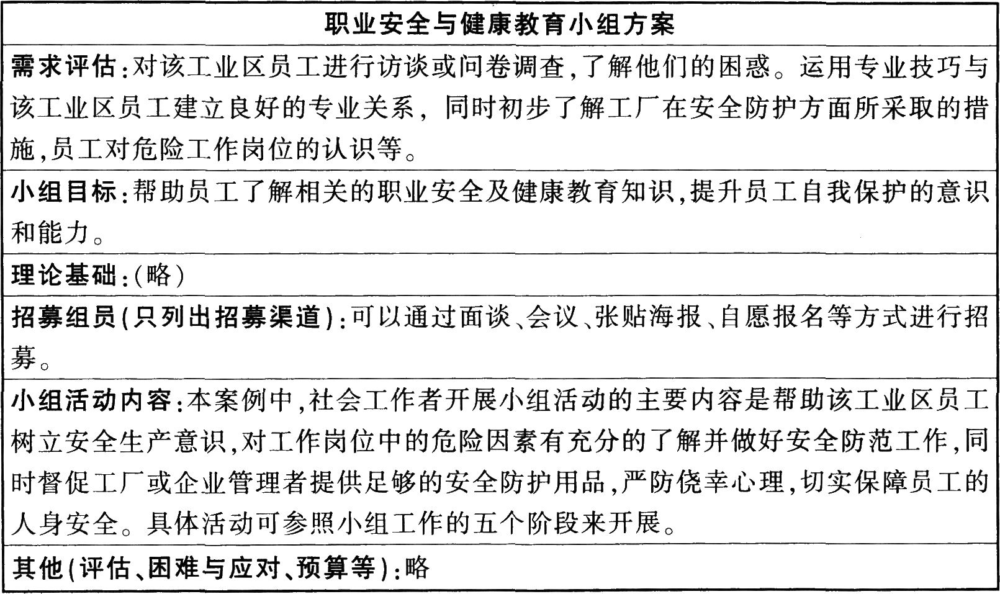 职业安全与健康教育小组方案
需求评估:对该工业区员工进行访谈或问卷调查,了解他们的困惑。运用专业技巧与
该工业区员工建立良好的专业关系,同时初步了解工厂在安全防护方面所采取的措
施,员工对危险工作岗位的认识等。
小组目标:帮助员工了解相关的职业安全及健康教育知识,提升员工自我保护的意识
和能力。
理论基础:(略)
招募组员(只列出招募渠道):可以通过面谈、会议、张贴海报、自愿报名等方式进行招
募。
小组活动内容:本案例中,社会工作者开展小组活动的主要内容是帮助该工业区员工
树立安全生产意识,对工作岗位中的危险因素有充分的了解并做好安全防范工作,同
时督促工厂或企业管理者提供足够的安全防护用品,严防侥幸心理,切实保障员工的
人身安全。具体活动可参照小组工作的五个阶段来开展。
其他(评估、困难与应对、预算等):略